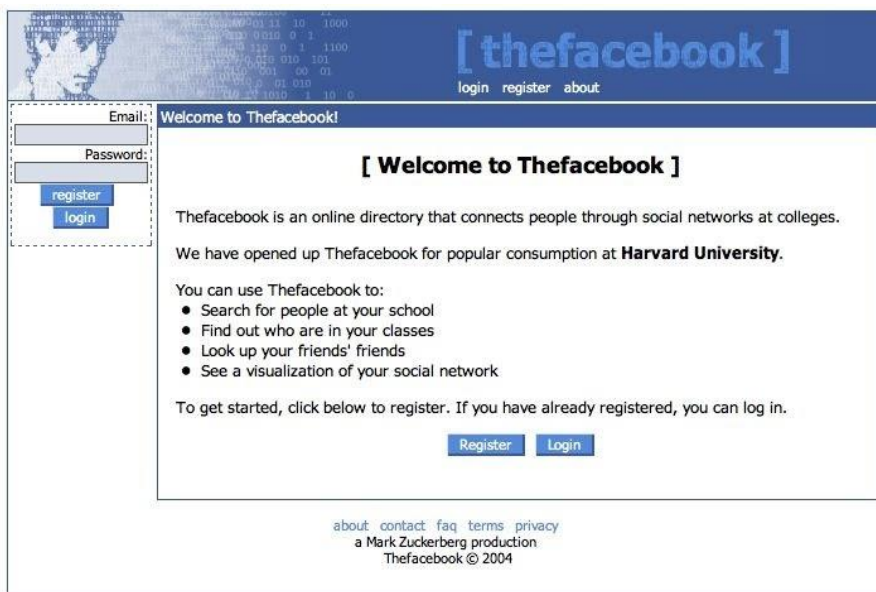 [ thefacebook ]
login register about
Email:
Password:
register
login
Welcome to Thefacebook!
[ Welcome to Thefacebook ]
Thefacebook is an online directory that connects people through social networks at colleges.
We have opened up Thefacebook for popular consumption at Harvard University.
You can use Thefacebook to:
• Search for people at your school
• Find out who are in your classes
• Look up your friends' friends
• See a visualization of your social network
To get started, click below to register. If you have already registered, you can log in.
Register Login
about contact faq terms privacy
a Mark Zuckerberg production
Thefacebook © 2004